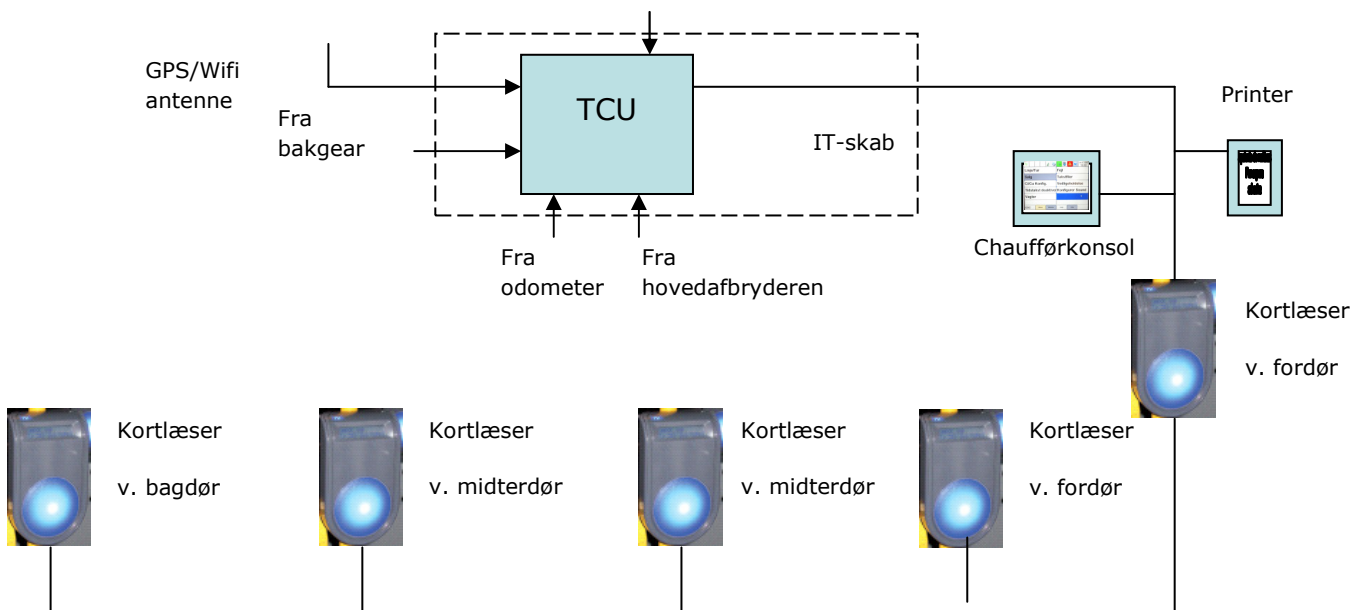 GPS/Wifi
antenne
Fra
bakgear
TCU
IT-skab
Printer
Chaufførkonsol
Fra
odometer
Fra
hovedafbryderen
Kortlæser
v. fordør
Kortlæser
v. bagdør
Kortlæser
v. midterdør
Kortlæser
v. midterdør
Kortlæser
v. fordør